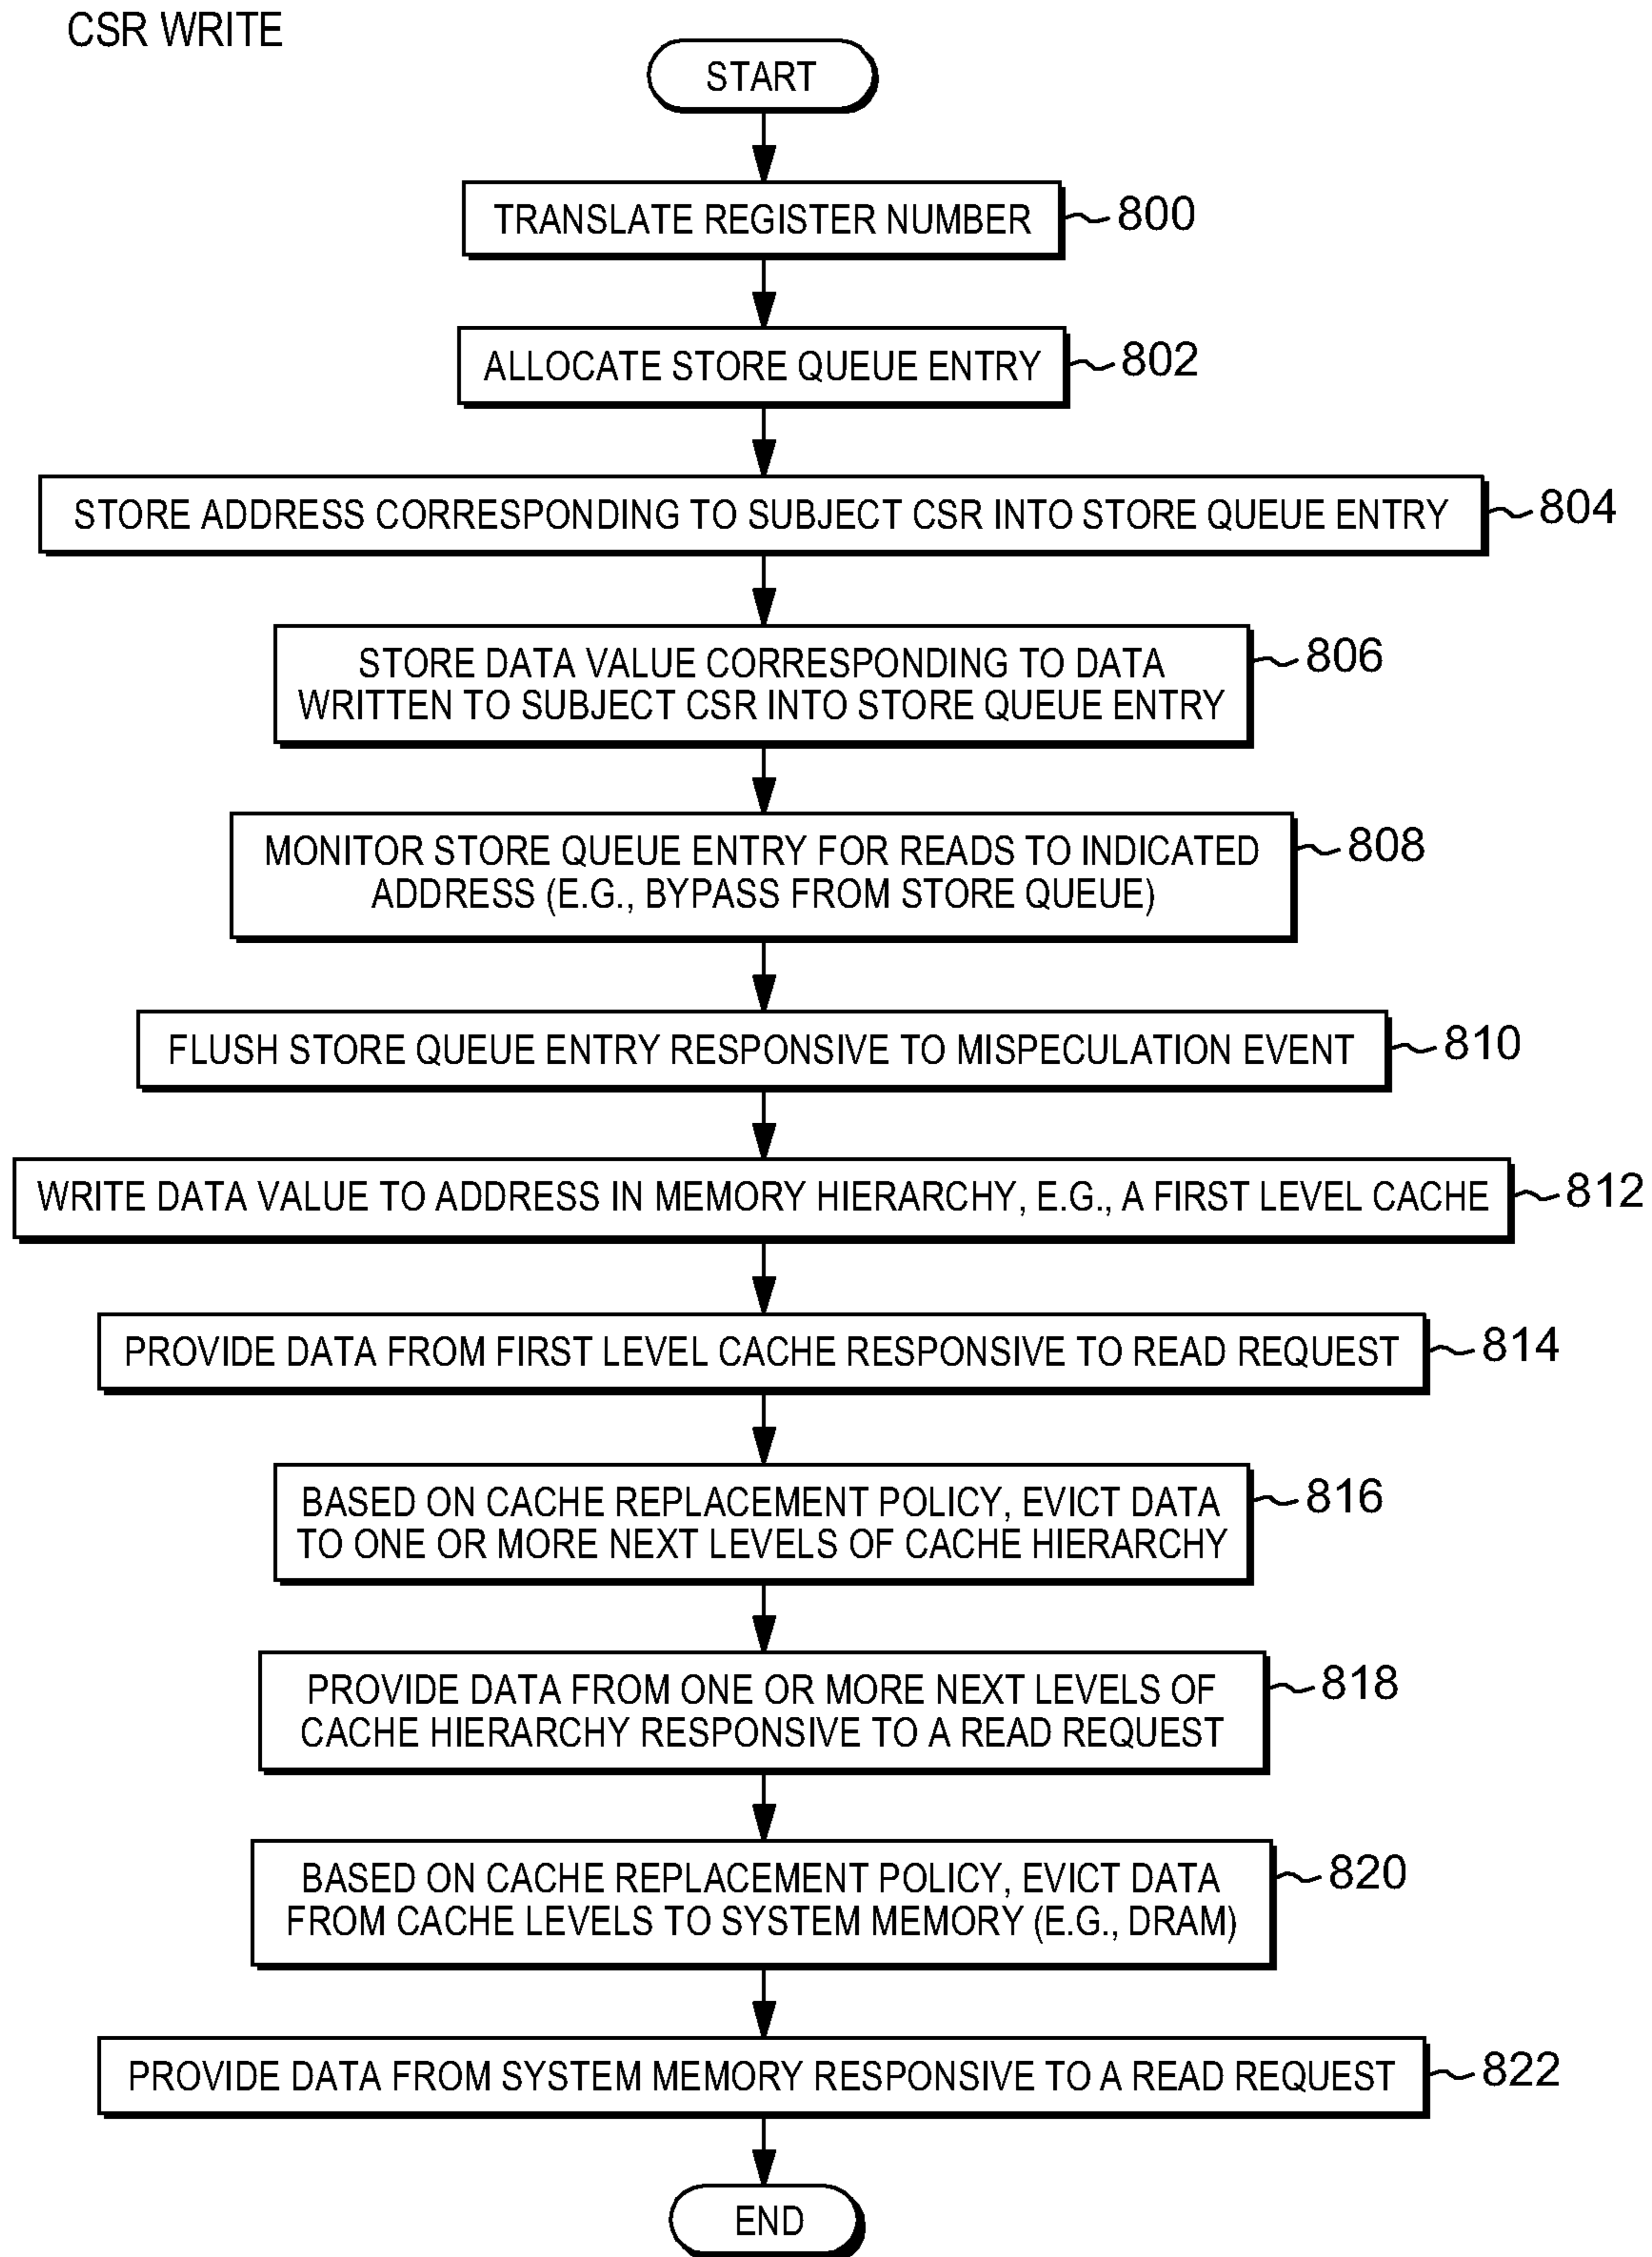 CSR WRITE
START
TRANSLATE REGISTER NUMBER
800
ALLOCATE STORE QUEUE ENTRY
802
STORE ADDRESS CORRESPONDING TO SUBJECT CSR INTO STORE QUEUE ENTRY
804
STORE DATA VALUE CORRESPONDING TO DATA
WRITTEN TO SUBJECT CSR INTO STORE QUEUE ENTRY
806
MONITOR STORE QUEUE ENTRY FOR READS TO INDICATED
ADDRESS (E.G., BYPASS FROM STORE QUEUE)
808
FLUSH STORE QUEUE ENTRY RESPONSIVE TO MISPECULATION EVENT
810
WRITE DATA VALUE TO ADDRESS IN MEMORY HIERARCHY, E.G., A FIRST LEVEL CACHE
812
PROVIDE DATA FROM FIRST LEVEL CACHE RESPONSIVE TO READ REQUEST
814
BASED ON CACHE REPLACEMENT POLICY, EVICT DATA
TO ONE OR MORE NEXT LEVELS OF CACHE HIERARCHY
816
PROVIDE DATA FROM ONE OR MORE NEXT LEVELS OF
CACHE HIERARCHY RESPONSIVE TO A READ REQUEST
818
BASED ON CACHE REPLACEMENT POLICY, EVICT DATA
FROM CACHE LEVELS TO SYSTEM MEMORY (E.G., DRAM)
820
PROVIDE DATA FROM SYSTEM MEMORY RESPONSIVE TO A READ REQUEST
822
END